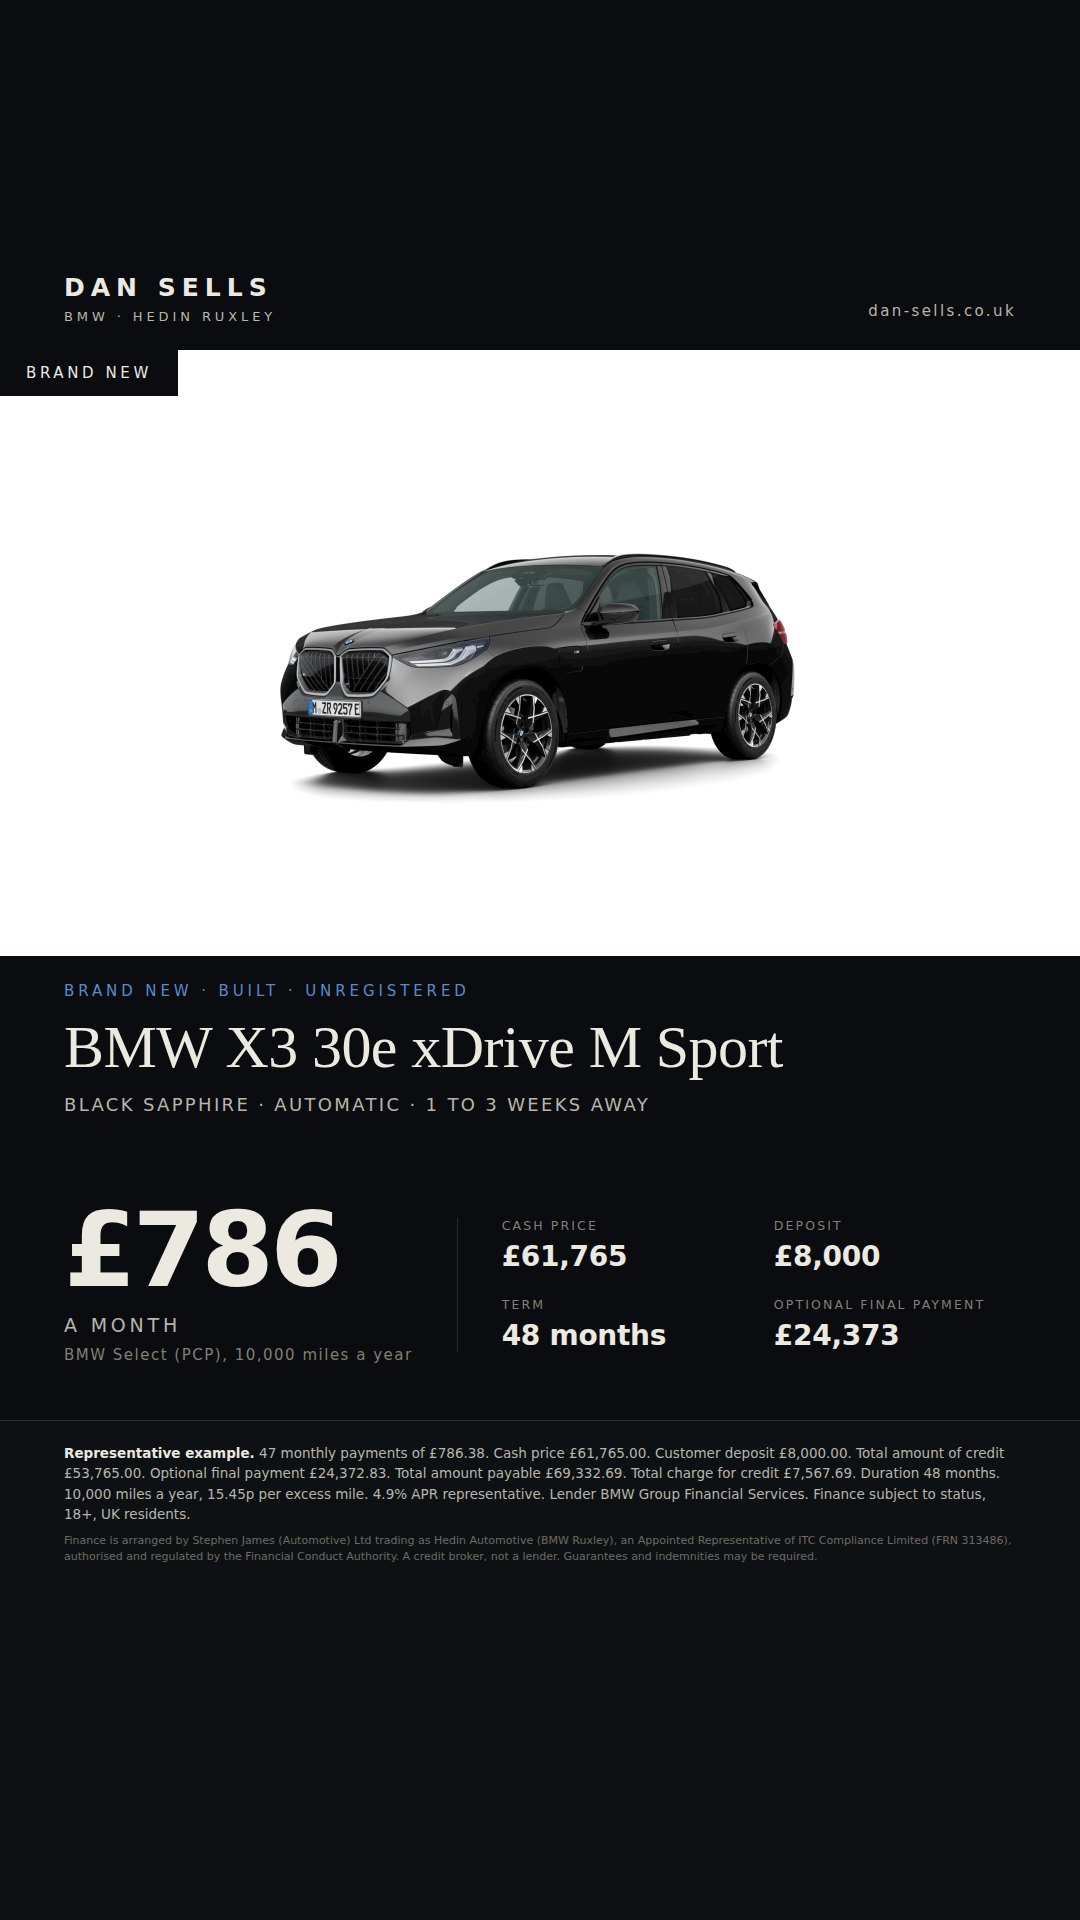 DAN SELLS
BMW · HEDIN RUXLEY
dan-sells.co.uk
BRAND NEW
M ZR 9257 E
BRAND NEW · BUILT · UNREGISTERED
BMW X3 30e xDrive M Sport
BLACK SAPPHIRE · AUTOMATIC · 1 TO 3 WEEKS AWAY
£786
A MONTH
BMW Select (PCP), 10,000 miles a year
CASH PRICE
£61,765
DEPOSIT
£8,000
TERM
48 months
OPTIONAL FINAL PAYMENT
£24,373
Representative example. 47 monthly payments of £786.38. Cash price £61,765.00. Customer deposit £8,000.00. Total amount of credit
£53,765.00. Optional final payment £24,372.83. Total amount payable £69,332.69. Total charge for credit £7,567.69. Duration 48 months.
10,000 miles a year, 15.45p per excess mile. 4.9% APR representative. Lender BMW Group Financial Services. Finance subject to status,
18+, UK residents.
Finance is arranged by Stephen James (Automotive) Ltd trading as Hedin Automotive (BMW Ruxley), an Appointed Representative of ITC Compliance Limited (FRN 313486),
authorised and regulated by the Financial Conduct Authority. A credit broker, not a lender. Guarantees and indemnities may be required.